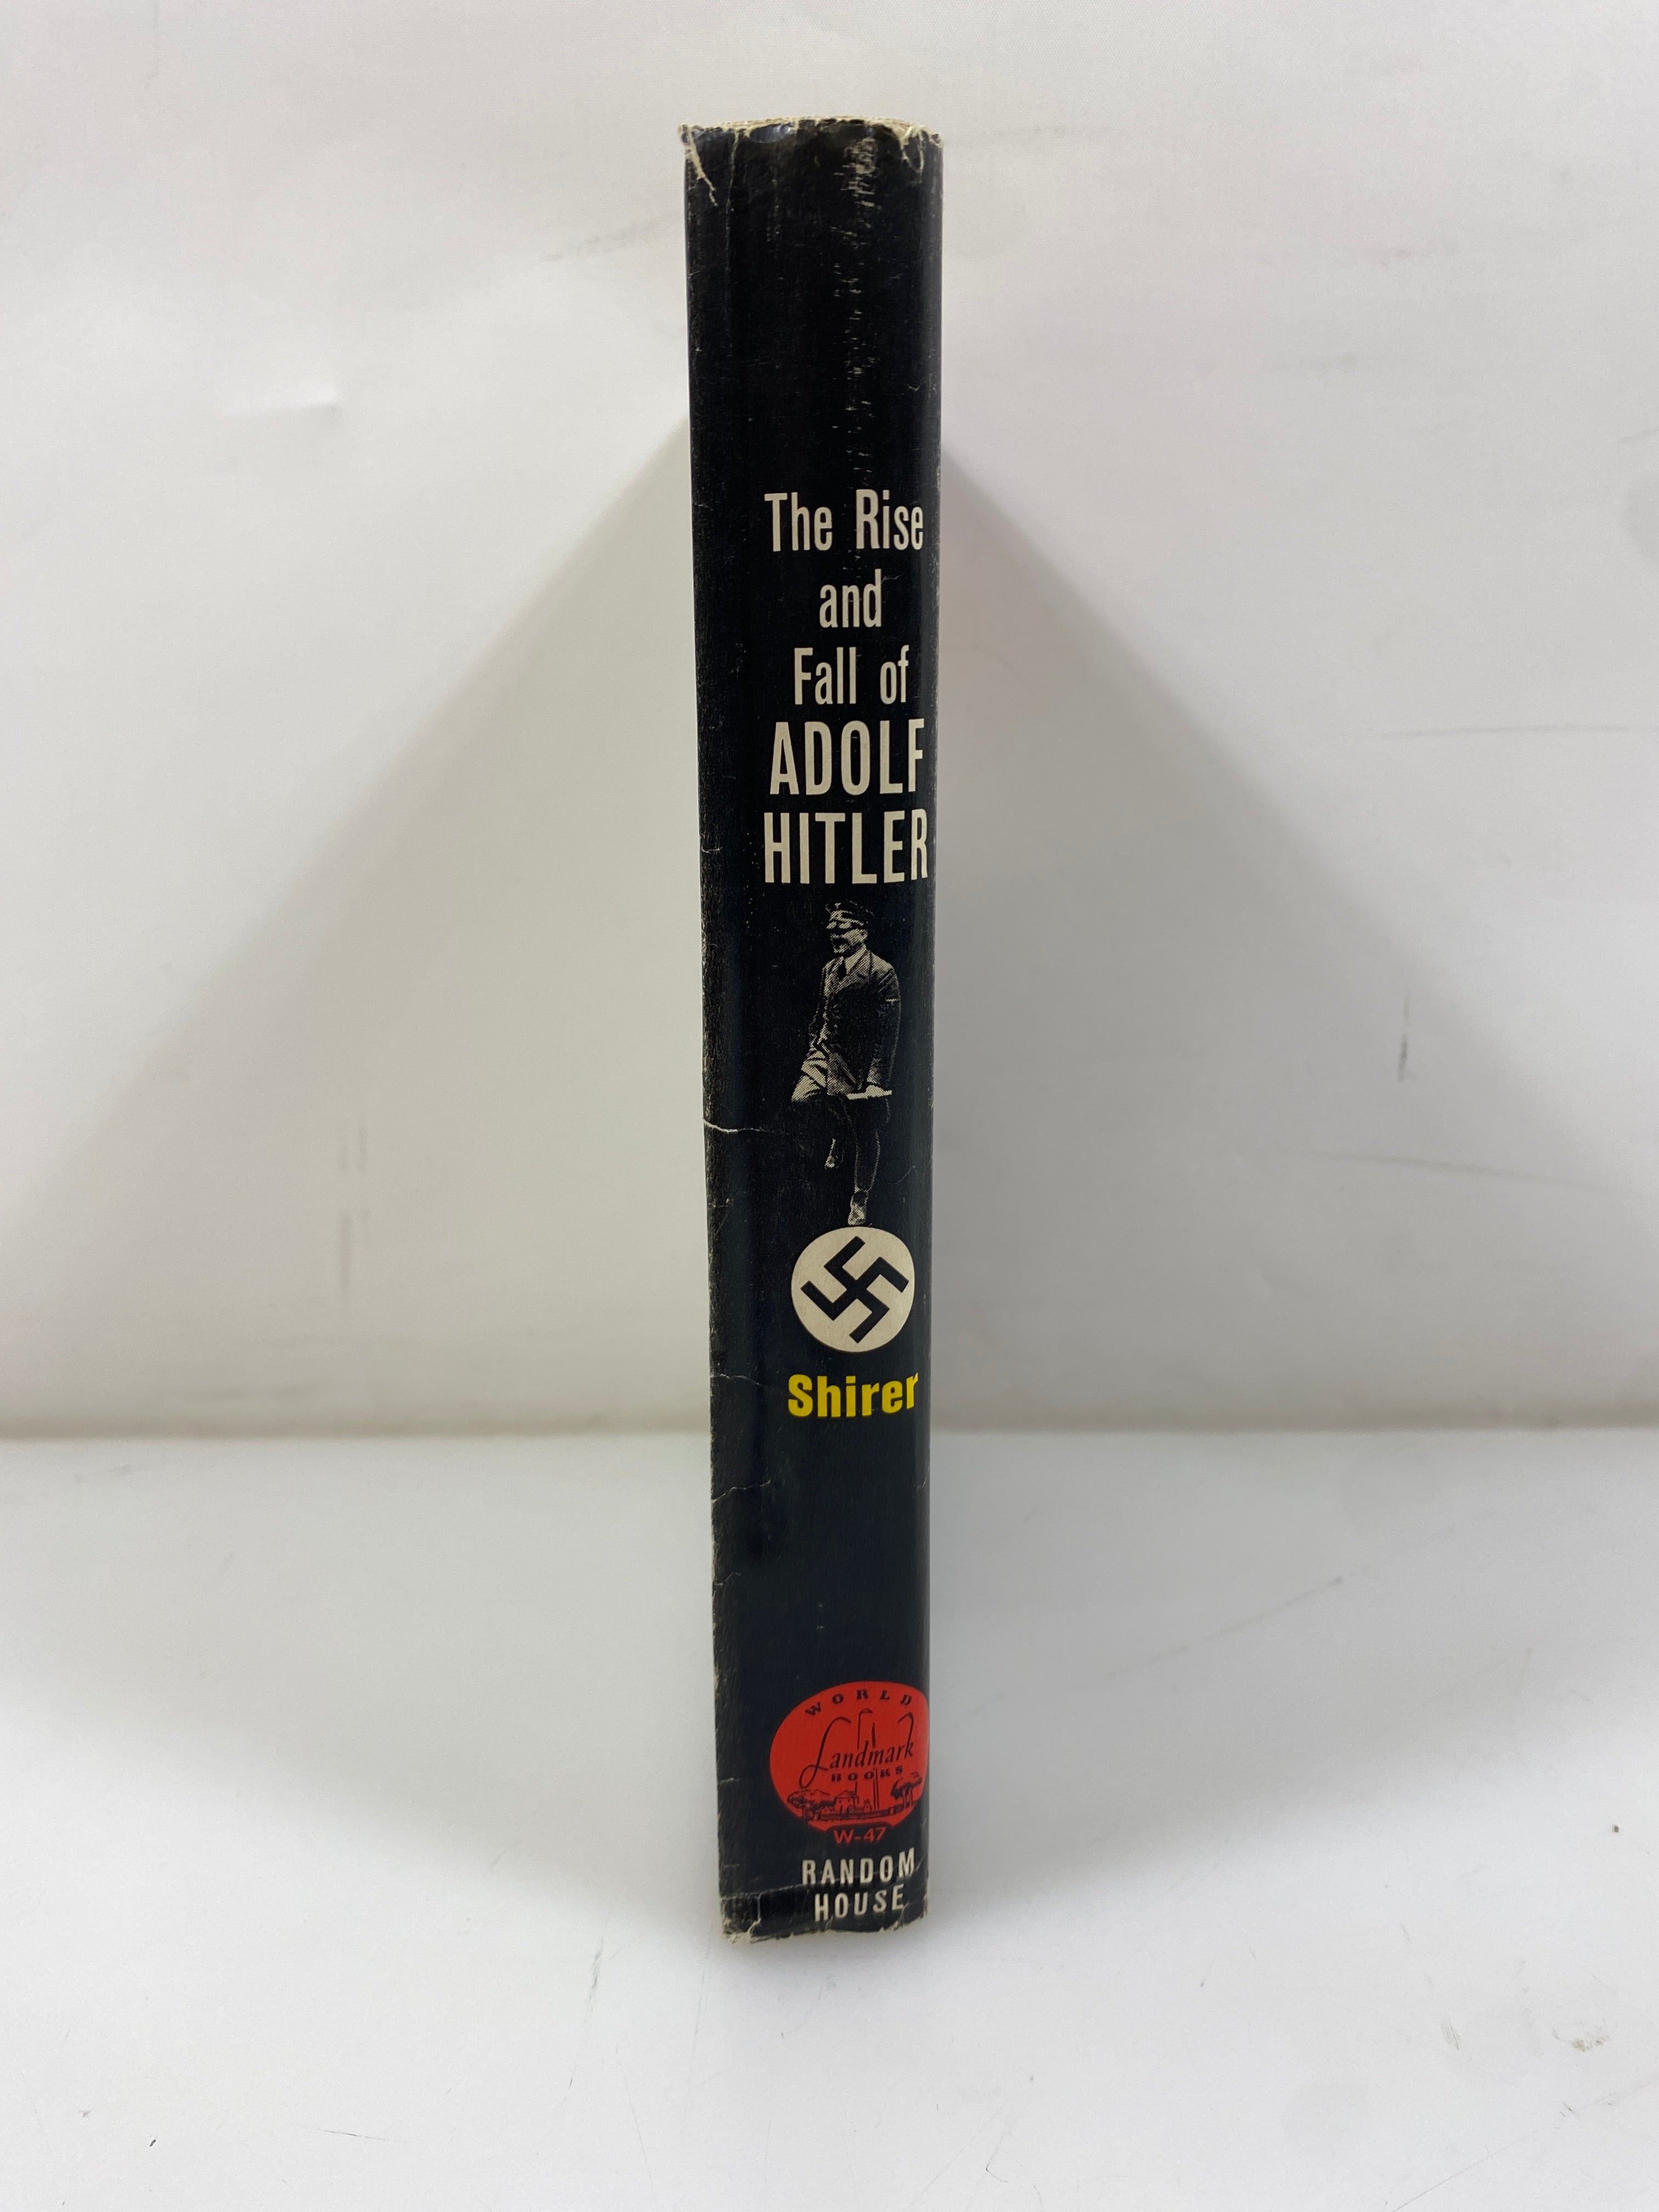 The Rise
and
Fall of
ADOLF
HITLER
Shirer
WORLD
Landmark
BOOKS
W-47
RANDOM
HOUSE